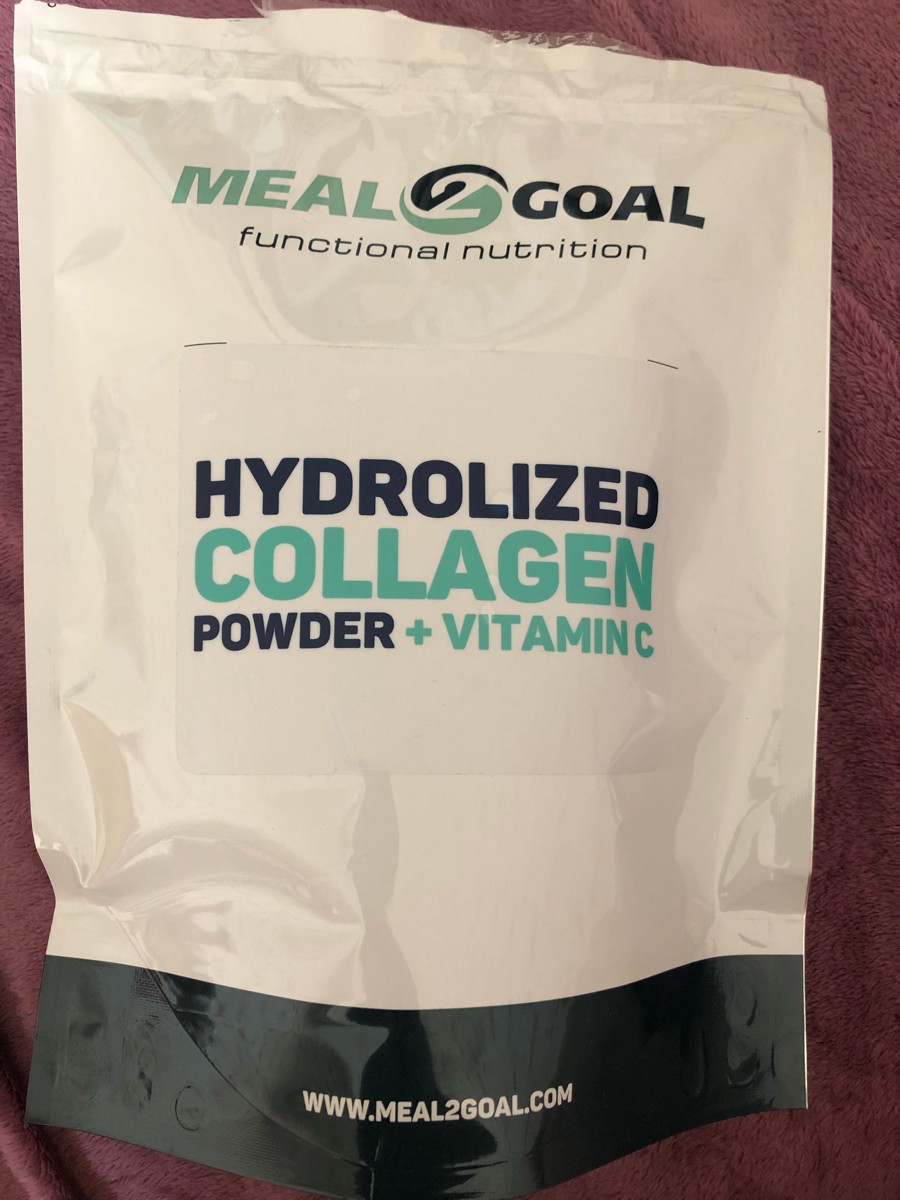 MEAL2GOAL
functional nutrition
HYDROLIZED
COLLAGEN
POWDER + VITAMIN C
WWW.MEAL2GOAL.COM